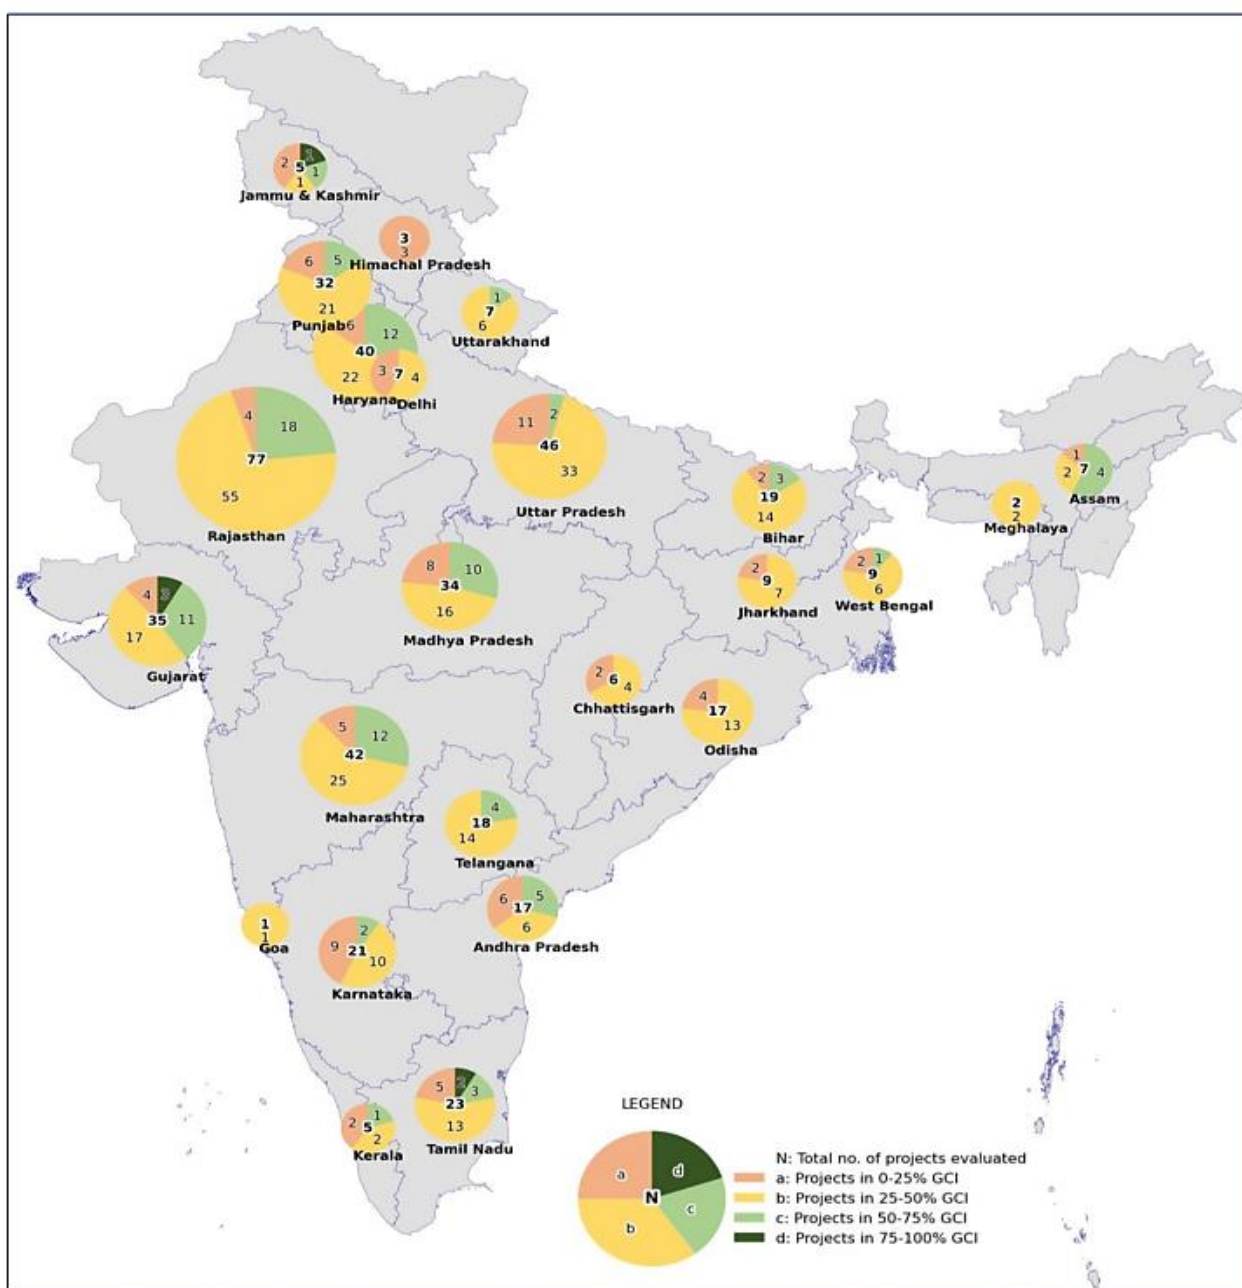 2
1
5
1
1
Jammu & Kashmir
3
3
Himachal Pradesh
6
5
32
21
Punjab
1
7
6
Uttarakhand
6
12
40
22
Haryana
3
7
4
Delhi
4
18
77
55
Rajasthan
11
2
46
33
Uttar Pradesh
2
3
19
14
Bihar
1
7
2
4
Assam
2
2
Meghalaya
8
10
34
16
Madhya Pradesh
2
9
7
Jharkhand
2
1
9
6
West Bengal
4
3
11
35
17
Gujarat
2
6
4
Chhattisgarh
4
17
13
Odisha
5
12
42
25
Maharashtra
4
18
14
Telangana
6
5
17
6
Andhra Pradesh
1
1
Goa
2
9
21
10
Karnataka
5
2
3
23
13
Tamil Nadu
2
1
5
2
Kerala
LEGEND
a
d
N
c
b
N: Total no. of projects evaluated
a: Projects in 0-25% GCI
b: Projects in 25-50% GCI
c: Projects in 50-75% GCI
d: Projects in 75-100% GCI